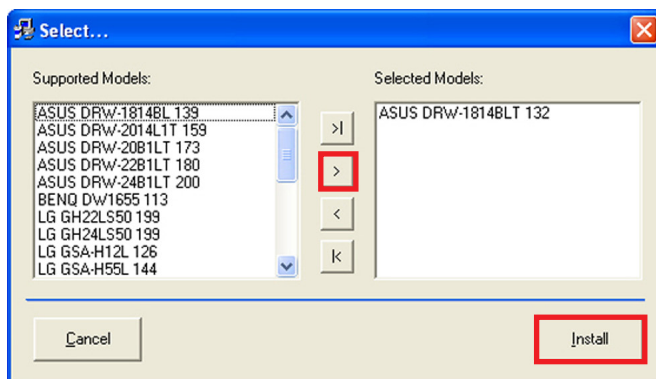 Select...
Supported Models:
Selected Models:
ASUS DRW-1814BL 139
ASUS DRW-2014L1T 159
ASUS DRW-20B1LT 173
ASUS DRW-22B1LT 180
ASUS DRW-24B1LT 200
BENQ DW1655 113
LG GH22LS50 199
LG GH24LS50 199
LG GSA-H12L 126
LG GSA-H55L 144
>|
>
<
|<
ASUS DRW-1814BLT 132
Cancel
Install